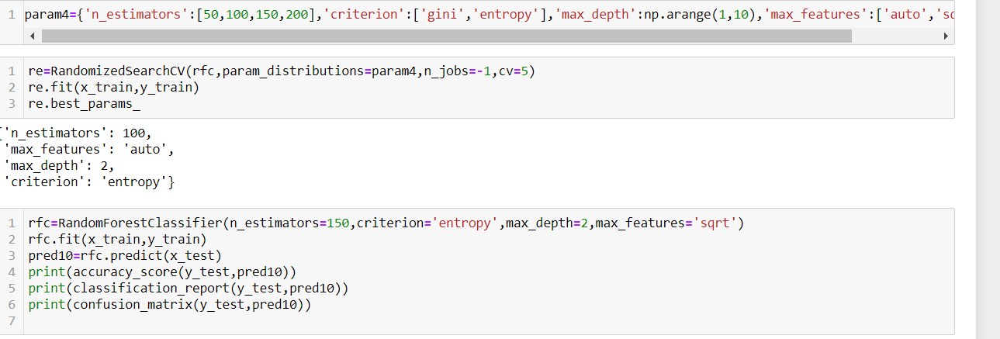 1 param4={'n_estimators':[50,100,150,200],'criterion':['gini','entropy'],'max_depth':np.arange(1,10),'max_features':['auto','sq
1 re=RandomizedSearchCV(rfc,param_distributions=param4,n_jobs=-1,cv=5)
2 re.fit(x_train,y_train)
3 re.best_params_
{'n_estimators': 100,
'max_features': 'auto',
'max_depth': 2,
'criterion': 'entropy'}
1 rfc=RandomForestClassifier(n_estimators=150,criterion='entropy',max_depth=2,max_features='sqrt')
2 rfc.fit(x_train,y_train)
3 pred10=rfc.predict(x_test)
4 print(accuracy_score(y_test,pred10))
5 print(classification_report(y_test,pred10))
6 print(confusion_matrix(y_test,pred10))
7